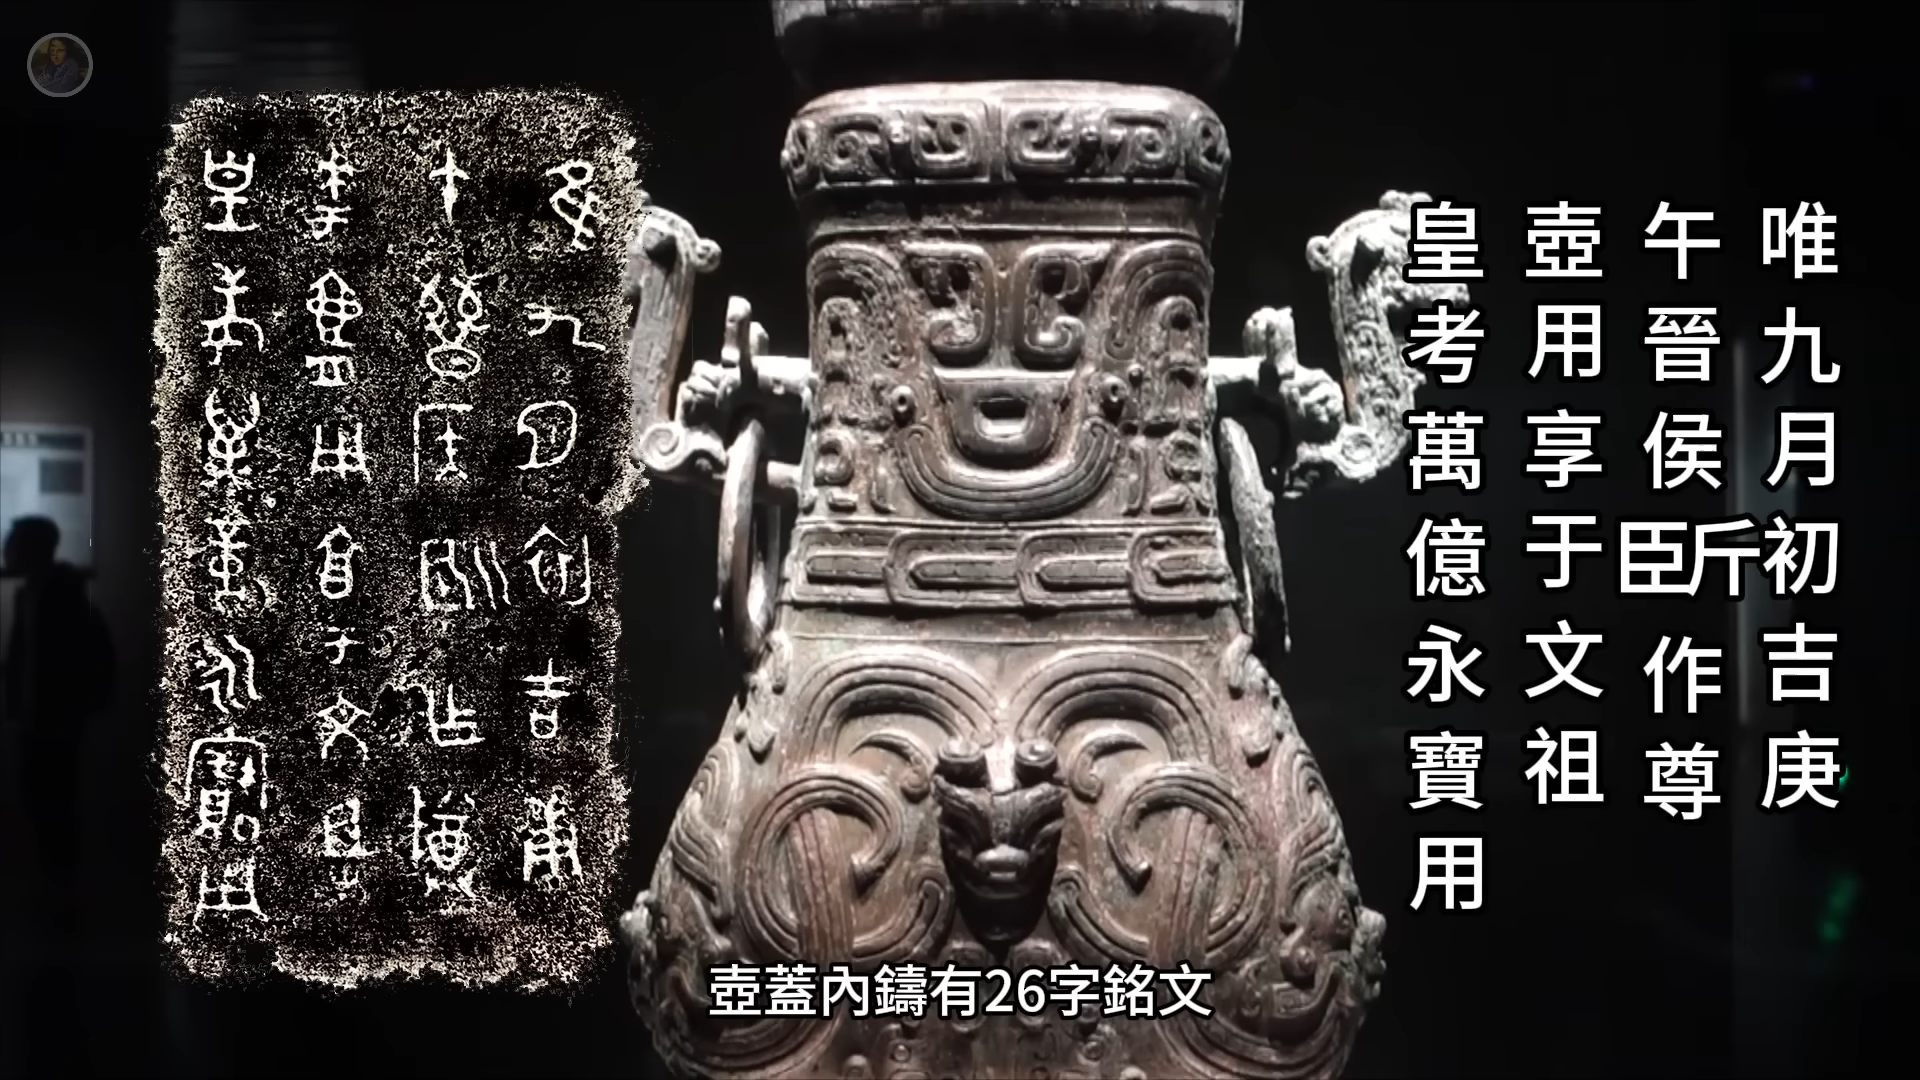 唯九月初吉庚
午晉侯臣斤作尊
壺用享于文祖
皇考萬億永寶用
壺蓋內鑄有26字銘文